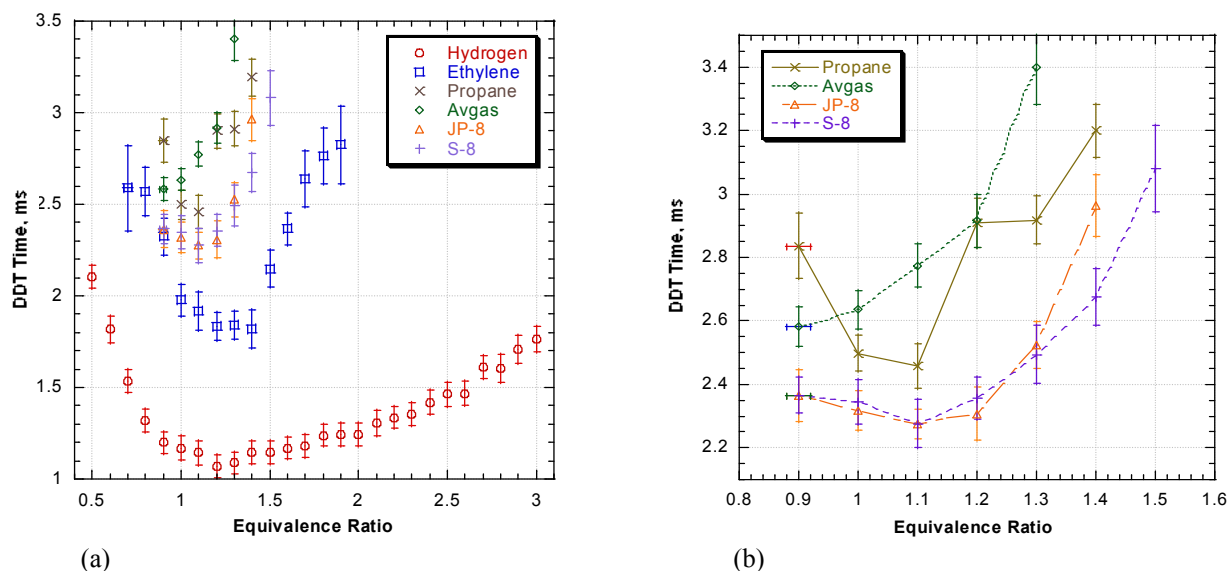 3.5
3
2.5
2
1.5
1
DDT Time, ms
0.5 1 1.5 2 2.5 3
Equivalence Ratio
Hydrogen
Ethylene
Propane
Avgas
JP-8
S-8
(a)
3.4
3.2
3
2.8
2.6
2.4
2.2
DDT Time, ms
0.8 0.9 1 1.1 1.2 1.3 1.4 1.5 1.6
Equivalence Ratio
Propane
Avgas
JP-8
S-8
(b)